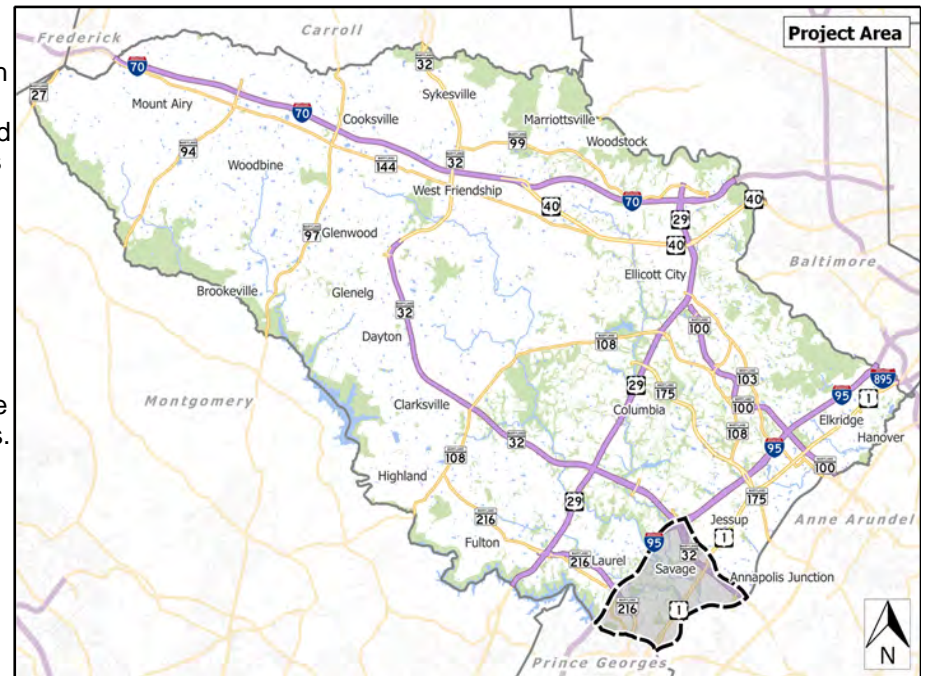 Project Area
Frederick
Carroll
70
32
27
Mount Airy
Sykesville
70
Cooksville
Marriottsville
94
99
Woodstock
Woodbine
144
32
West Friendship
40
70
40
29
97
Glenwood
40
Ellicott City
Baltimore
Brookeville
Glenelg
32
Dayton
100
108
103
895
29
175
95
1
Montgomery
Clarksville
Columbia
100
Elkridge
108
Hanover
32
95
108
100
Highland
175
29
216
Jessup
Anne Arundel
Fulton
95
1
32
216
Laurel
Savage
Annapolis Junction
216
1
Prince Georges
N